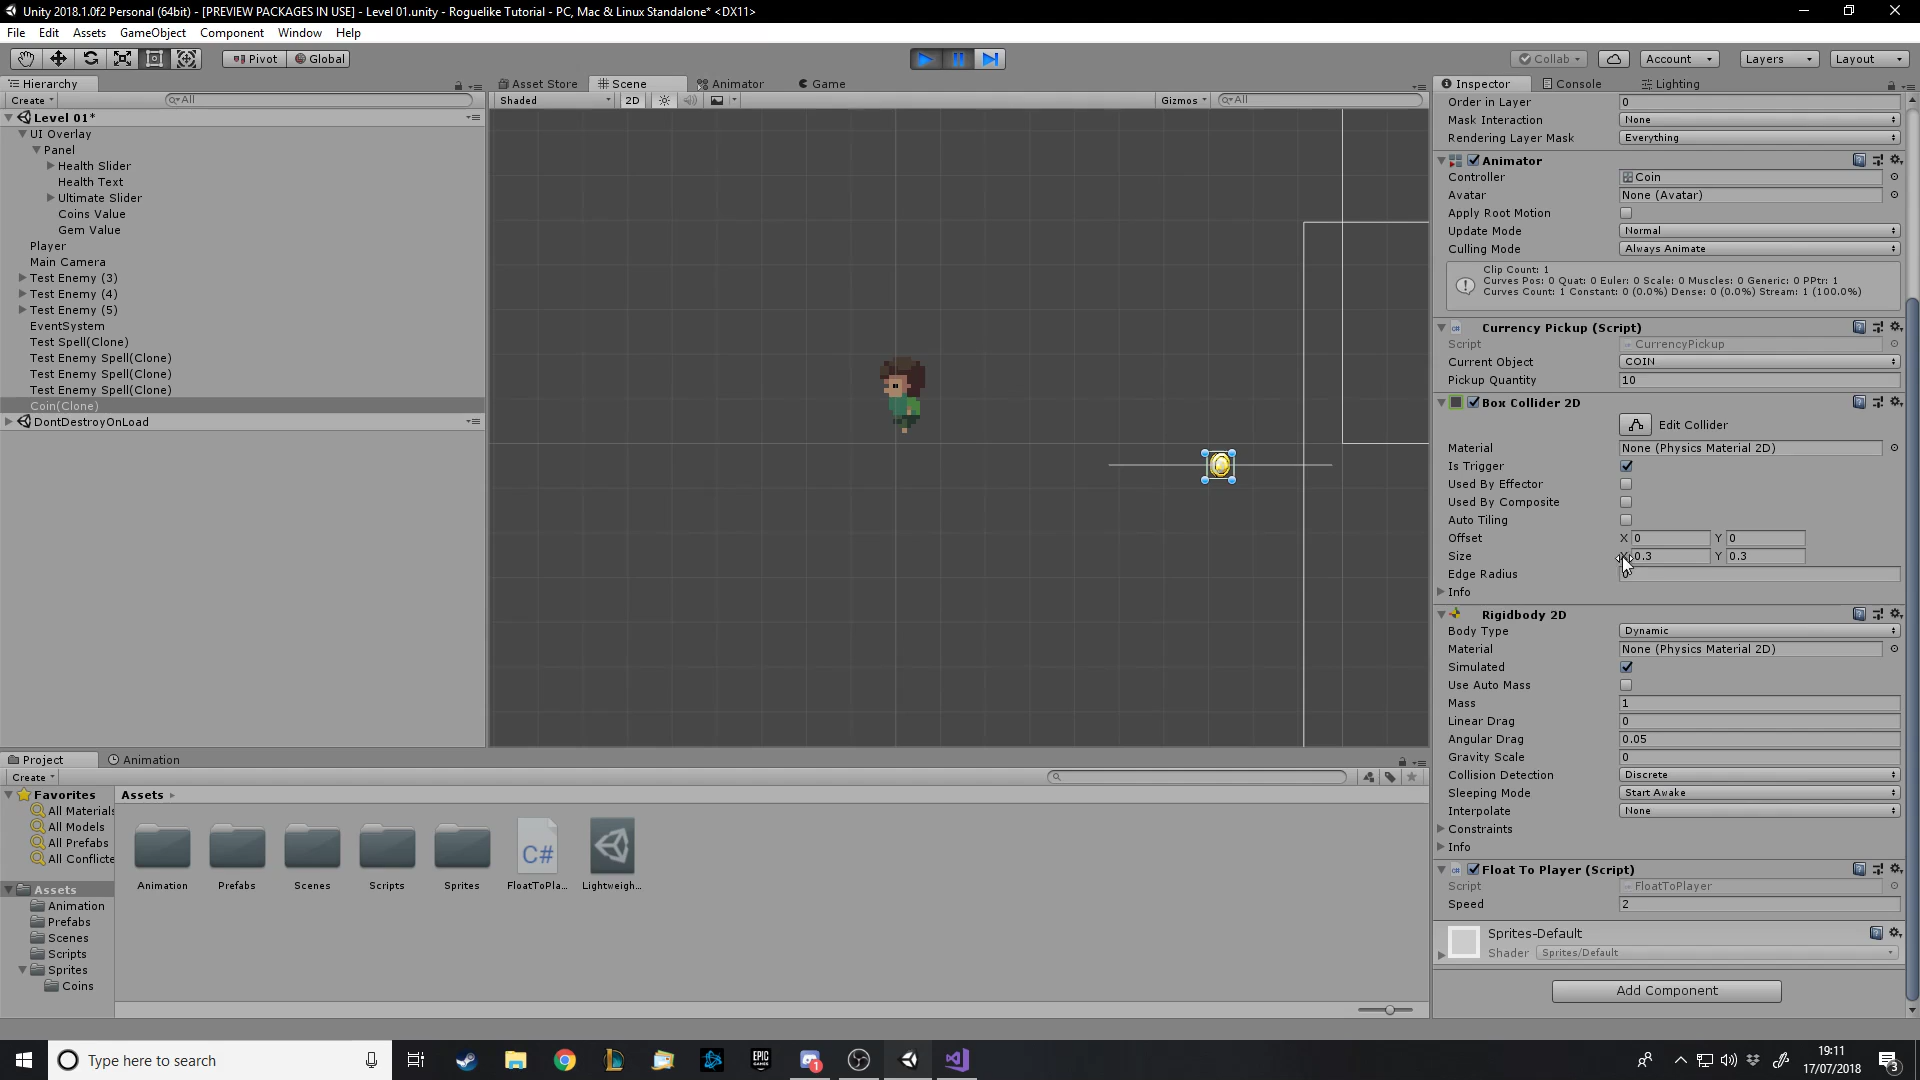 Unity 2018.1.0f2 Personal (64bit) - [PREVIEW PACKAGES IN USE] - Level 01.unity - Roguelike Tutorial - PC, Mac & Linux Standalone* <DX11>
File Edit Assets GameObject Component Window Help
Pivot Global Collab Account Layers Layout
Hierarchy
Create All
Level 01*
UI Overlay
Panel
Health Slider
Health Text
Ultimate Slider
Coins Value
Gem Value
Player
Main Camera
Test Enemy (3)
Test Enemy (4)
Test Enemy (5)
EventSystem
Test Spell(Clone)
Test Enemy Spell(Clone)
Test Enemy Spell(Clone)
Test Enemy Spell(Clone)
Coin(Clone)
DontDestroyOnLoad
Asset Store Scene Animator Game
Shaded 2D Gizmos All
Inspector Console Lighting
Order in Layer 0
Mask Interaction None
Rendering Layer Mask Everything
Animator
Controller Coin
Avatar None (Avatar)
Apply Root Motion
Update Mode Normal
Culling Mode Always Animate
Clip Count: 1
Curves Pos: 0 Quat: 0 Euler: 0 Scale: 0 Muscles: 0 Generic: 0 PPtr: 1
Curves Count: 1 Constant: 0 (0.0%) Dense: 0 (0.0%) Stream: 1 (100.0%)
Currency Pickup (Script)
Script CurrencyPickup
Current Object COIN
Pickup Quantity 10
Box Collider 2D
Edit Collider
Material None (Physics Material 2D)
Is Trigger
Used By Effector
Used By Composite
Auto Tiling
Offset X 0 Y 0
Size X 0.3 Y 0.3
Edge Radius 0
Info
Rigidbody 2D
Body Type Dynamic
Material None (Physics Material 2D)
Simulated
Use Auto Mass
Mass 1
Linear Drag 0
Angular Drag 0.05
Gravity Scale 0
Collision Detection Discrete
Sleeping Mode Start Awake
Interpolate None
Constraints
Info
Float To Player (Script)
Script FloatToPlayer
Speed 2
Sprites-Default
Shader Sprites/Default
Add Component
Project Animation
Create
Favorites
All Materials
All Models
All Prefabs
All Conflicte
Assets
Animation
Prefabs
Scenes
Scripts
Sprites
Coins
Assets
Animation Prefabs Scenes Scripts Sprites FloatToPla... Lightweigh...
C#
Type here to search
EPIC GAMES
1
19:11
17/07/2018
3